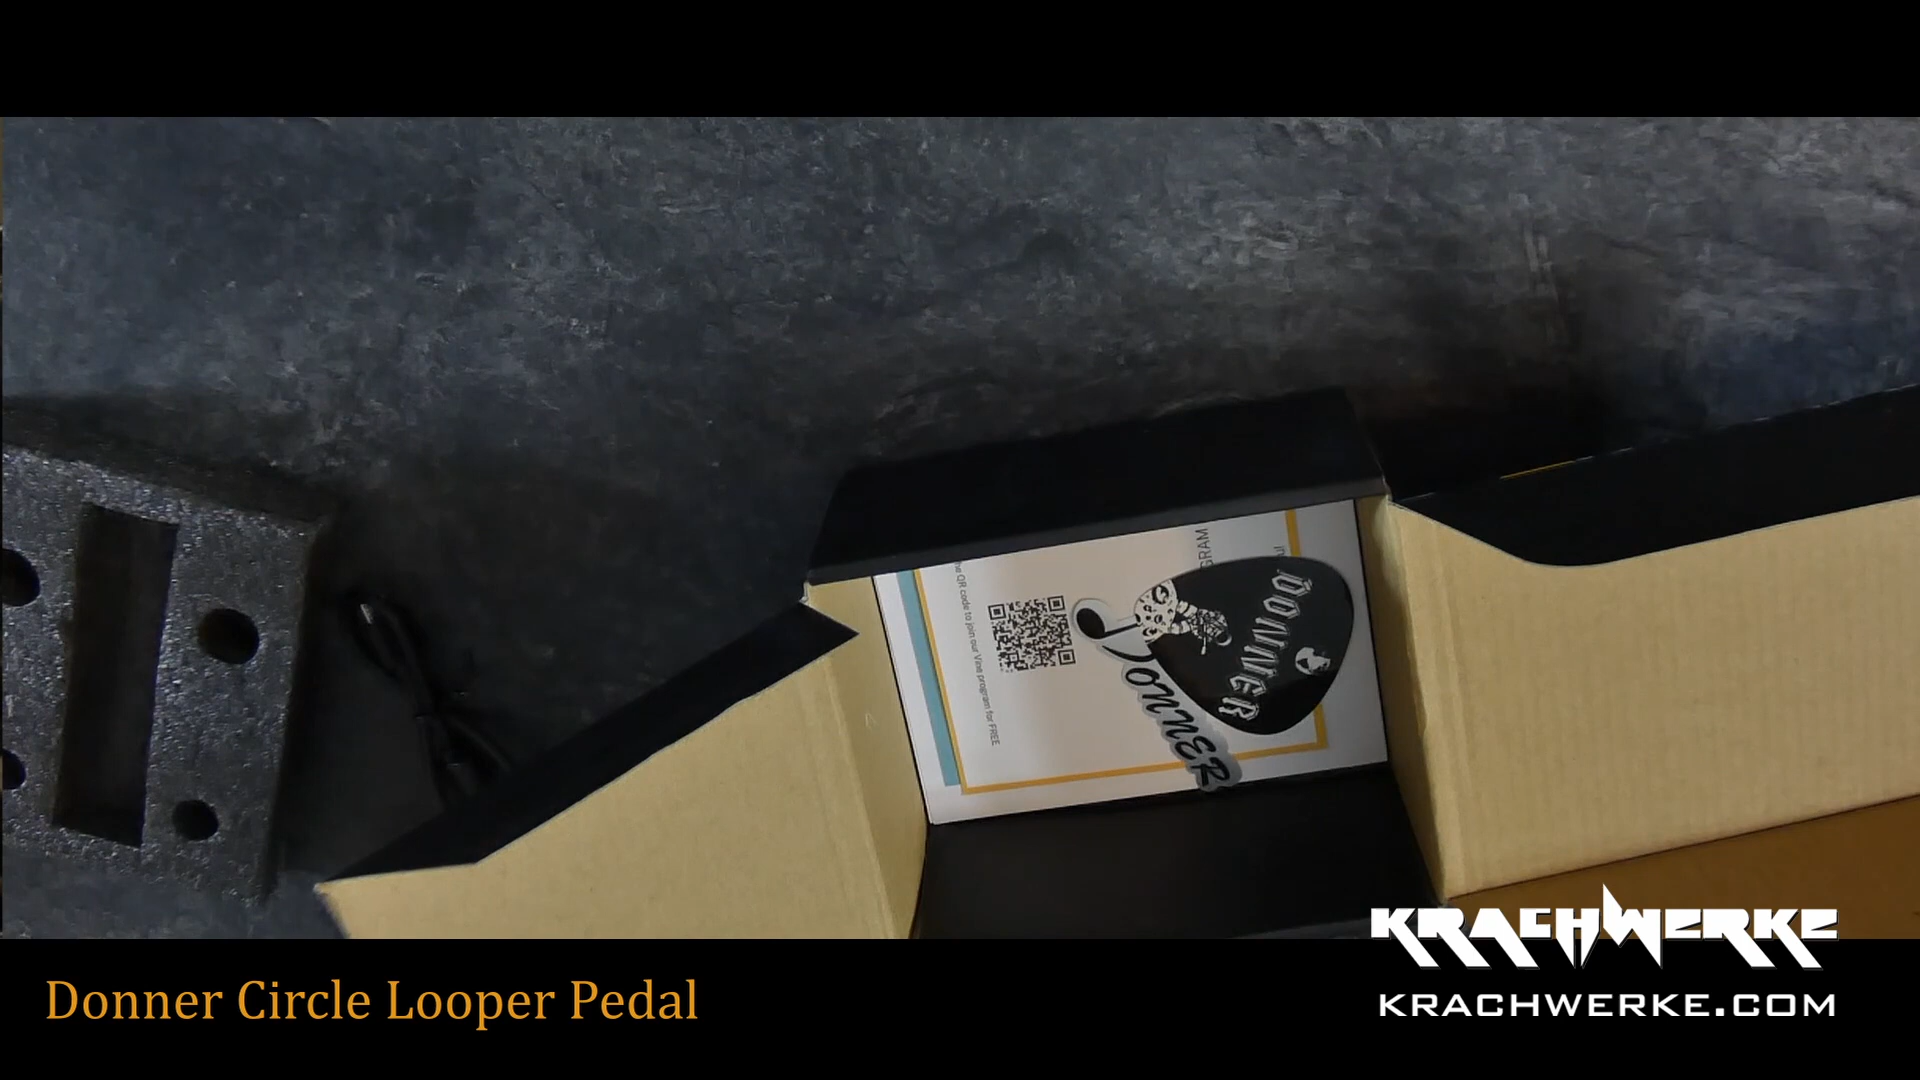 GRAM
he QR code to join our Vine program for FREE
DONNER
Donner
KRACHWERKE
Donner Circle Looper Pedal
KRACHWERKE.COM